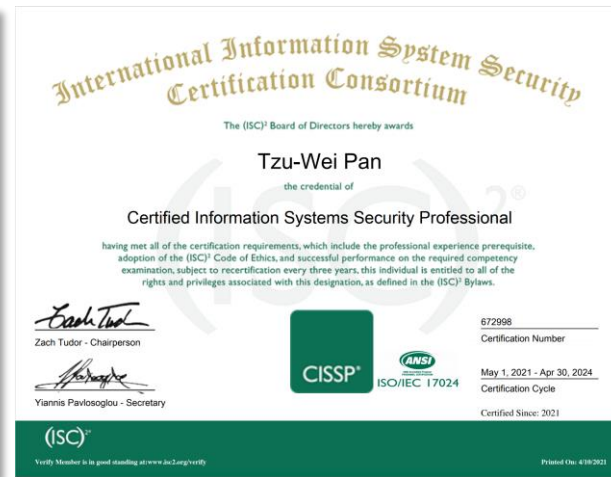 International Information System Security
Certification Consortium
The (ISC)² Board of Directors hereby awards
Tzu-Wei Pan
the credential of
Certified Information Systems Security Professional
having met all of the certification requirements, which include the professional experience prerequisite,
adoption of the (ISC)² Code of Ethics, and successful performance on the required competency
examination, subject to recertification every three years, this individual is entitled to all of the
rights and privileges associated with this designation, as defined in the (ISC)² Bylaws.
Zach Tudor - Chairperson
Yiannis Pavlosoglou - Secretary
CISSP®
ANSI
ISO/IEC 17024
672998
Certification Number
May 1, 2021 - Apr 30, 2024
Certification Cycle
Certified Since: 2021
(ISC)²®
Verify Member is in good standing at:www.isc2.org/verify
Printed On: 4/10/2021